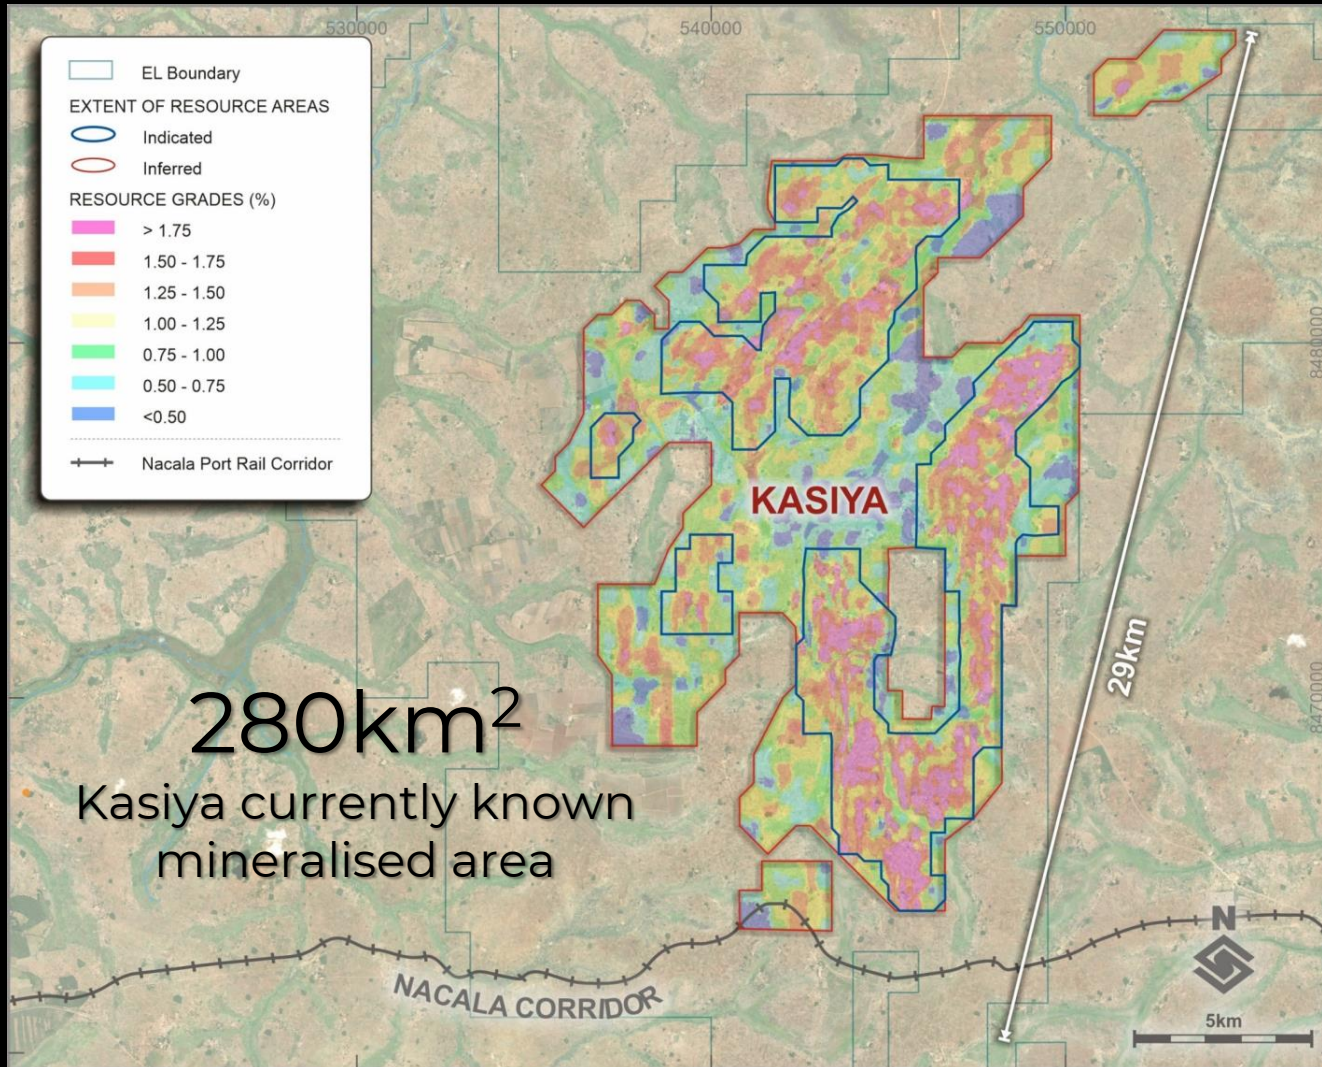 530000
540000
550000
EL Boundary
EXTENT OF RESOURCE AREAS
Indicated
Inferred
RESOURCE GRADES (%)
> 1.75
1.50 - 1.75
1.25 - 1.50
1.00 - 1.25
0.75 - 1.00
0.50 - 0.75
<0.50
Nacala Port Rail Corridor
8480000
KASIYA
29km
8470000
280km²
Kasiya currently known
mineralised area
NACALA CORRIDOR
N
5km